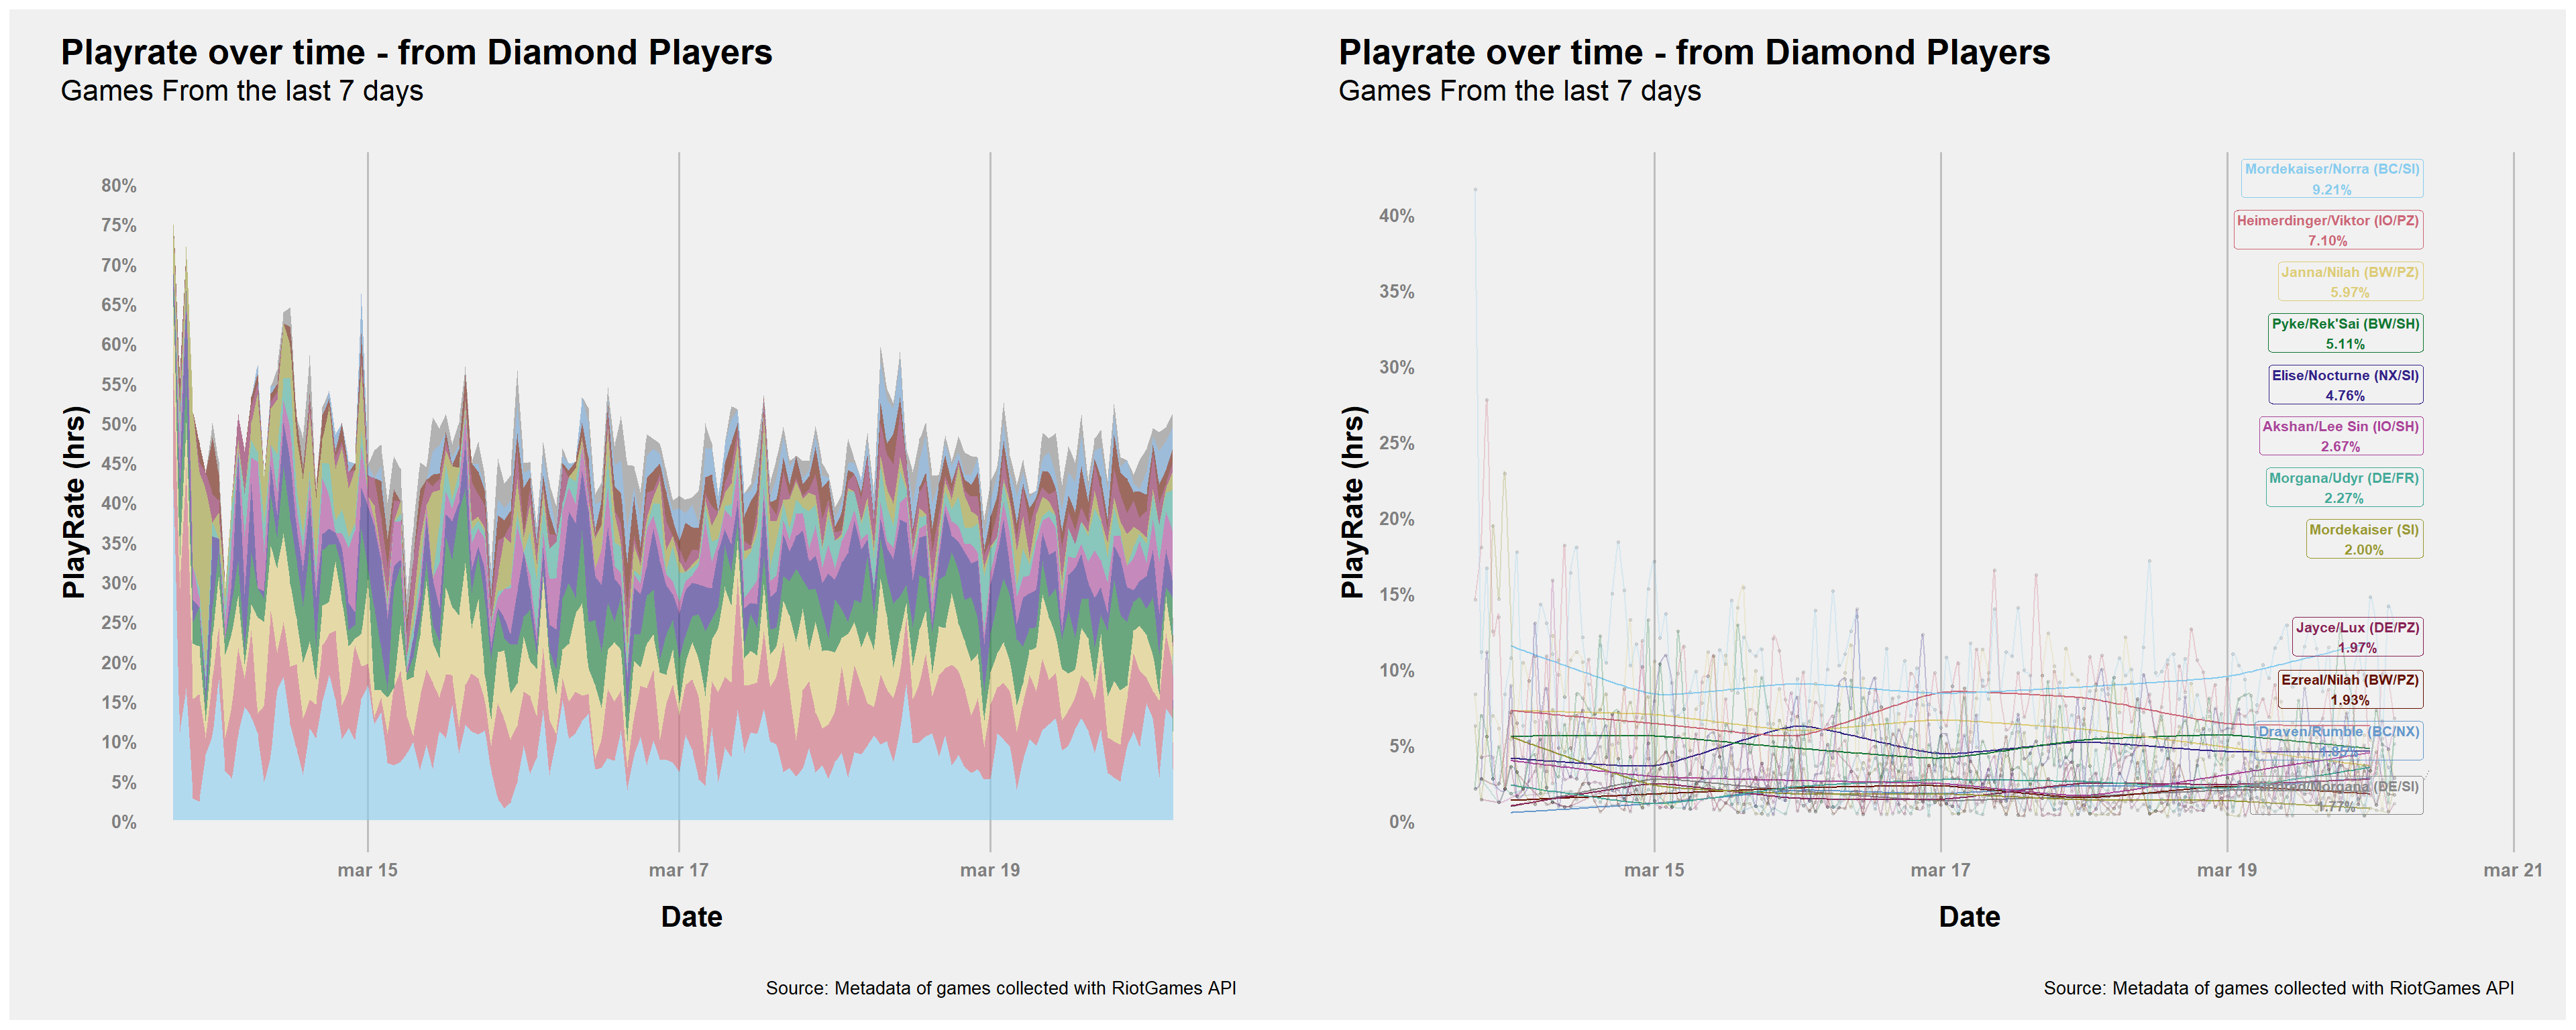 Playrate over time - from Diamond Players
Games From the last 7 days
PlayRate (hrs)
80%
75%
70%
65%
60%
55%
50%
45%
40%
35%
30%
25%
20%
15%
10%
5%
0%
mar 15
mar 17
mar 19
Date
Source: Metadata of games collected with RiotGames API
Playrate over time - from Diamond Players
Games From the last 7 days
PlayRate (hrs)
40%
35%
30%
25%
20%
15%
10%
5%
0%
Mordekaiser/Norra (BC/SI)
9.21%
Heimerdinger/Viktor (IO/PZ)
7.10%
Janna/Nilah (BW/PZ)
5.97%
Pyke/Rek'Sai (BW/SH)
5.11%
Elise/Nocturne (NX/SI)
4.76%
Akshan/Lee Sin (IO/SH)
2.67%
Morgana/Udyr (DE/FR)
2.27%
Mordekaiser (SI)
2.00%
Jayce/Lux (DE/PZ)
1.97%
Ezreal/Nilah (BW/PZ)
1.93%
Draven/Rumble (BC/NX)
(DE/SI)
1.77%
mar 15
mar 17
mar 19
mar 21
Date
Source: Metadata of games collected with RiotGames API